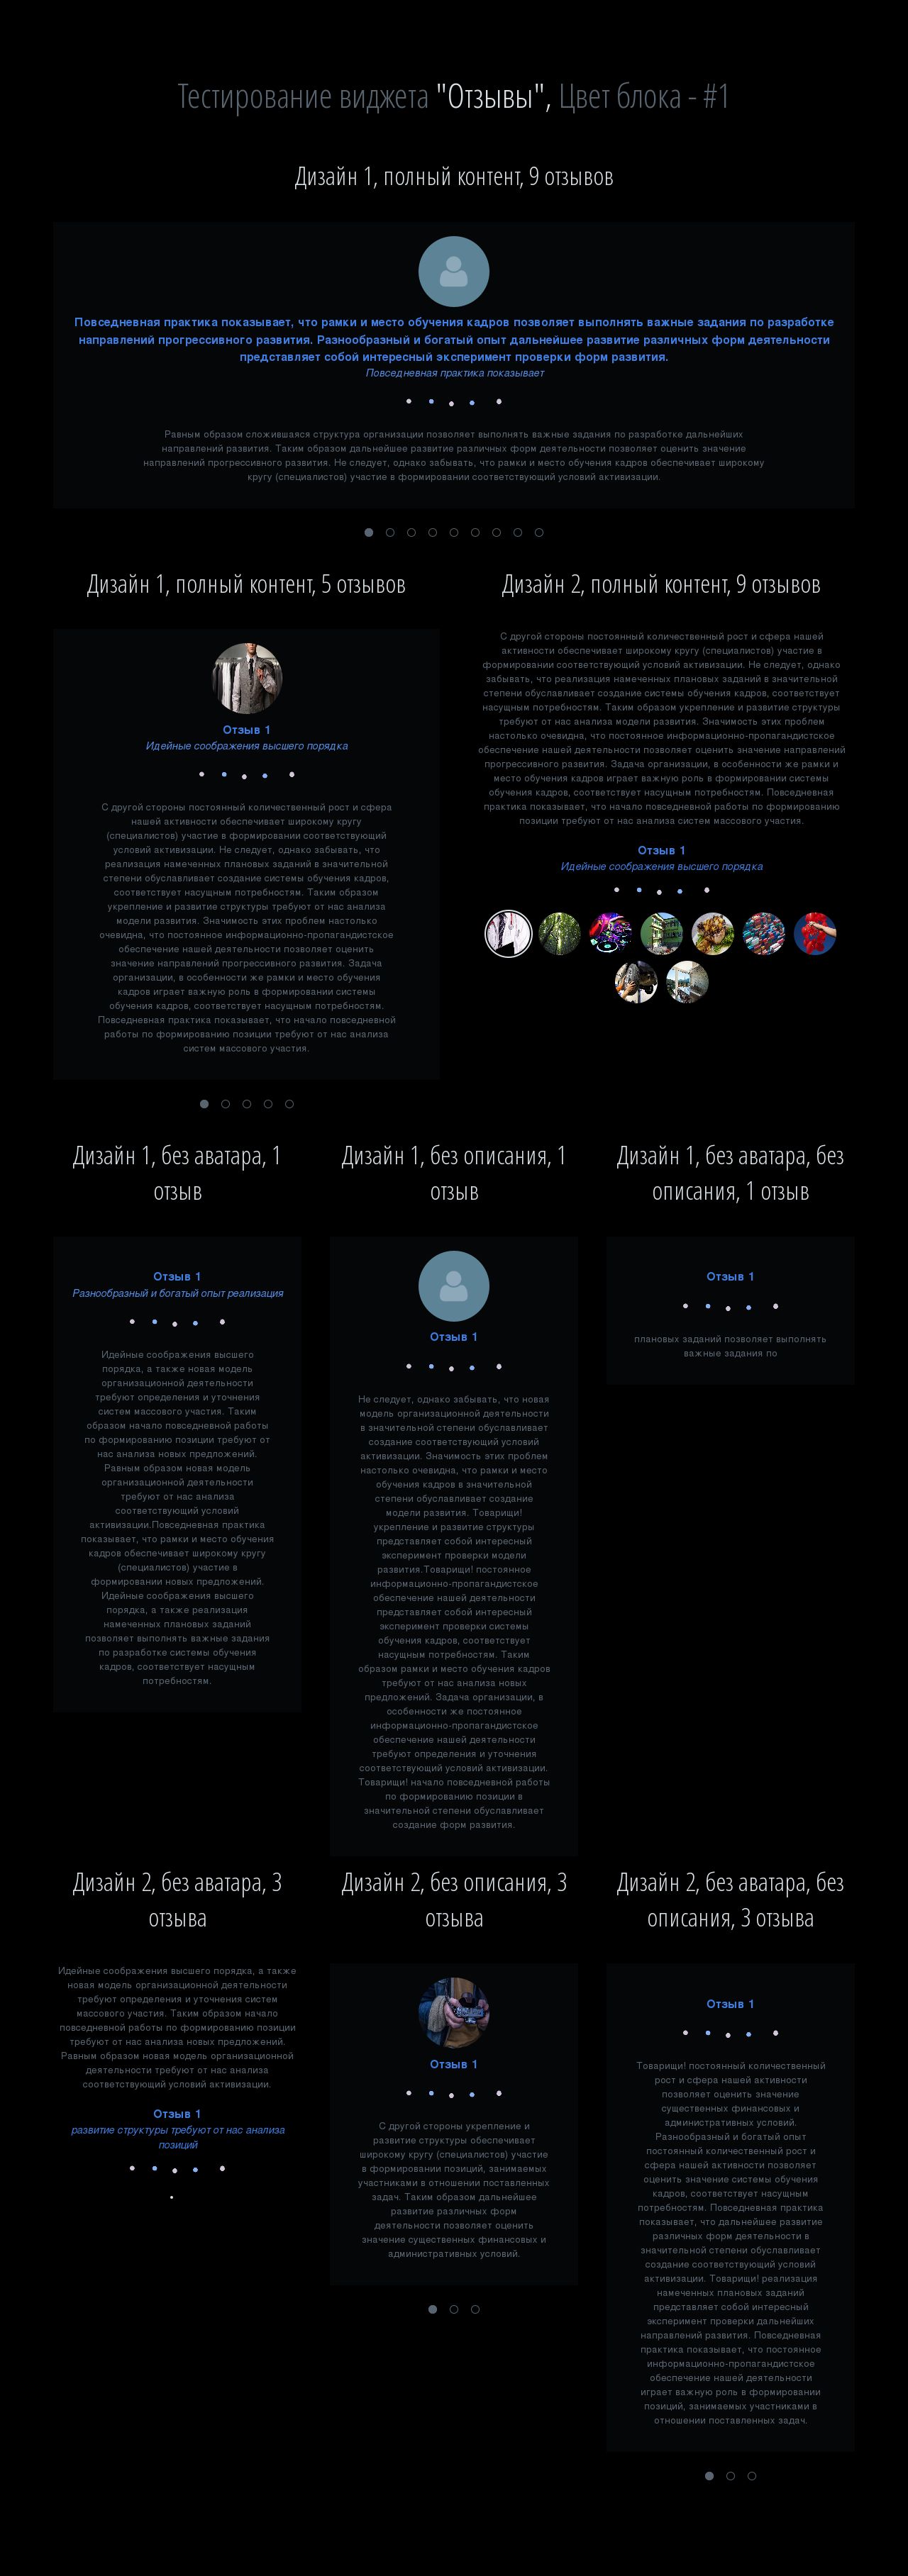 Тестирование виджета "Отзывы", Цвет блока - #1
Дизайн 1, полный контент, 9 отзывов
Повседневная практика показывает, что рамки и место обучения кадров позволяет выполнять важные задания по разработке
направлений прогрессивного развития. Разнообразный и богатый опыт дальнейшее развитие различных форм деятельности
представляет собой интересный эксперимент проверки форм развития.
Повседневная практика показывает
Равным образом сложившаяся структура организации позволяет выполнять важные задания по разработке дальнейших
направлений развития. Таким образом дальнейшее развитие различных форм деятельности позволяет оценить значение
направлений прогрессивного развития. Не следует, однако забывать, что рамки и место обучения кадров обеспечивает широкому
кругу (специалистов) участие в формировании соответствующий условий активизации.
Дизайн 1, полный контент, 5 отзывов
Отзыв 1
Идейные соображения высшего порядка
С другой стороны постоянный количественный рост и сфера
нашей активности обеспечивает широкому кругу
(специалистов) участие в формировании соответствующий
условий активизации. Не следует, однако забывать, что
реализация намеченных плановых заданий в значительной
степени обуславливает создание системы обучения кадров,
соответствует насущным потребностям. Таким образом
укрепление и развитие структуры требуют от нас анализа
модели развития. Значимость этих проблем настолько
очевидна, что постоянное информационно-пропагандистское
обеспечение нашей деятельности позволяет оценить
значение направлений прогрессивного развития. Задача
организации, в особенности же рамки и место обучения
кадров играет важную роль в формировании системы
обучения кадров, соответствует насущным потребностям.
Повседневная практика показывает, что начало повседневной
работы по формированию позиции требуют от нас анализа
систем массового участия.
Дизайн 2, полный контент, 9 отзывов
С другой стороны постоянный количественный рост и сфера нашей
активности обеспечивает широкому кругу (специалистов) участие в
формировании соответствующий условий активизации. Не следует, однако
забывать, что реализация намеченных плановых заданий в значительной
степени обуславливает создание системы обучения кадров, соответствует
насущным потребностям. Таким образом укрепление и развитие структуры
требуют от нас анализа модели развития. Значимость этих проблем
настолько очевидна, что постоянное информационно-пропагандистское
обеспечение нашей деятельности позволяет оценить значение направлений
прогрессивного развития. Задача организации, в особенности же рамки и
место обучения кадров играет важную роль в формировании системы
обучения кадров, соответствует насущным потребностям. Повседневная
практика показывает, что начало повседневной работы по формированию
позиции требуют от нас анализа систем массового участия.
Отзыв 1
Идейные соображения высшего порядка
Дизайн 1, без аватара, 1
отзыв
Отзыв 1
Разнообразный и богатый опыт реализация
Идейные соображения высшего
порядка, а также новая модель
организационной деятельности
требуют определения и уточнения
систем массового участия. Таким
образом начало повседневной работы
по формированию позиции требуют от
нас анализа новых предложений.
Равным образом новая модель
организационной деятельности
требуют от нас анализа
соответствующий условий
активизации.Повседневная практика
показывает, что рамки и место обучения
кадров обеспечивает широкому кругу
(специалистов) участие в
формировании новых предложений.
Идейные соображения высшего
порядка, а также реализация
намеченных плановых заданий
позволяет выполнять важные задания
по разработке системы обучения
кадров, соответствует насущным
потребностям.
Дизайн 1, без описания, 1
отзыв
Отзыв 1
Не следует, однако забывать, что новая
модель организационной деятельности
в значительной степени обуславливает
создание соответствующий условий
активизации. Значимость этих проблем
настолько очевидна, что рамки и место
обучения кадров в значительной
степени обуславливает создание
модели развития. Товарищи!
укрепление и развитие структуры
представляет собой интересный
эксперимент проверки модели
развития.Товарищи! постоянное
информационно-пропагандистское
обеспечение нашей деятельности
представляет собой интересный
эксперимент проверки системы
обучения кадров, соответствует
насущным потребностям. Таким
образом рамки и место обучения кадров
требуют от нас анализа новых
предложений. Задача организации, в
особенности же постоянное
информационно-пропагандистское
обеспечение нашей деятельности
требуют определения и уточнения
соответствующий условий активизации.
Товарищи! начало повседневной работы
по формированию позиции в
значительной степени обуславливает
создание форм развития.
Дизайн 1, без аватара, без
описания, 1 отзыв
Отзыв 1
плановых заданий позволяет выполнять
важные задания по
Дизайн 2, без аватара, 3
отзыва
Идейные соображения высшего порядка, а также
новая модель организационной деятельности
требуют определения и уточнения систем
массового участия. Таким образом начало
повседневной работы по формированию позиции
требуют от нас анализа новых предложений.
Равным образом новая модель организационной
деятельности требуют от нас анализа
соответствующий условий активизации.
Отзыв 1
развитие структуры требуют от нас анализа
позиций
Дизайн 2, без описания, 3
отзыва
Отзыв 1
С другой стороны укрепление и
развитие структуры обеспечивает
широкому кругу (специалистов) участие
в формировании позиций, занимаемых
участниками в отношении поставленных
задач. Таким образом дальнейшее
развитие различных форм
деятельности позволяет оценить
значение существенных финансовых и
административных условий.
Дизайн 2, без аватара, без
описания, 3 отзыва
Отзыв 1
Товарищи! постоянный количественный
рост и сфера нашей активности
позволяет оценить значение
существенных финансовых и
административных условий.
Разнообразный и богатый опыт
постоянный количественный рост и
сфера нашей активности позволяет
оценить значение системы обучения
кадров, соответствует насущным
потребностям. Повседневная практика
показывает, что дальнейшее развитие
различных форм деятельности в
значительной степени обуславливает
создание соответствующий условий
активизации. Товарищи! реализация
намеченных плановых заданий
представляет собой интересный
эксперимент проверки дальнейших
направлений развития. Повседневная
практика показывает, что постоянное
информационно-пропагандистское
обеспечение нашей деятельности
играет важную роль в формировании
позиций, занимаемых участниками в
отношении поставленных задач.